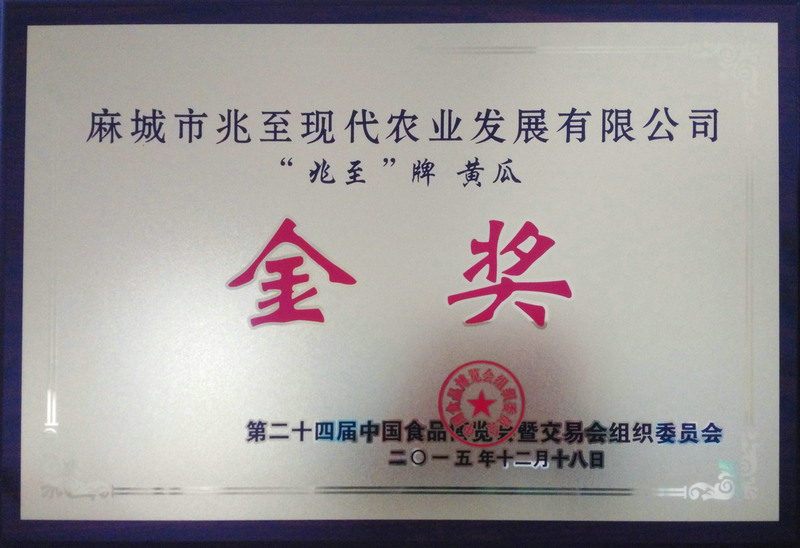 麻城市兆至现代农业发展有限公司
“兆至”牌 黄瓜
金奖
第二十四届中国食品博览会暨交易会组织委员会
二〇一五年十二月十八日